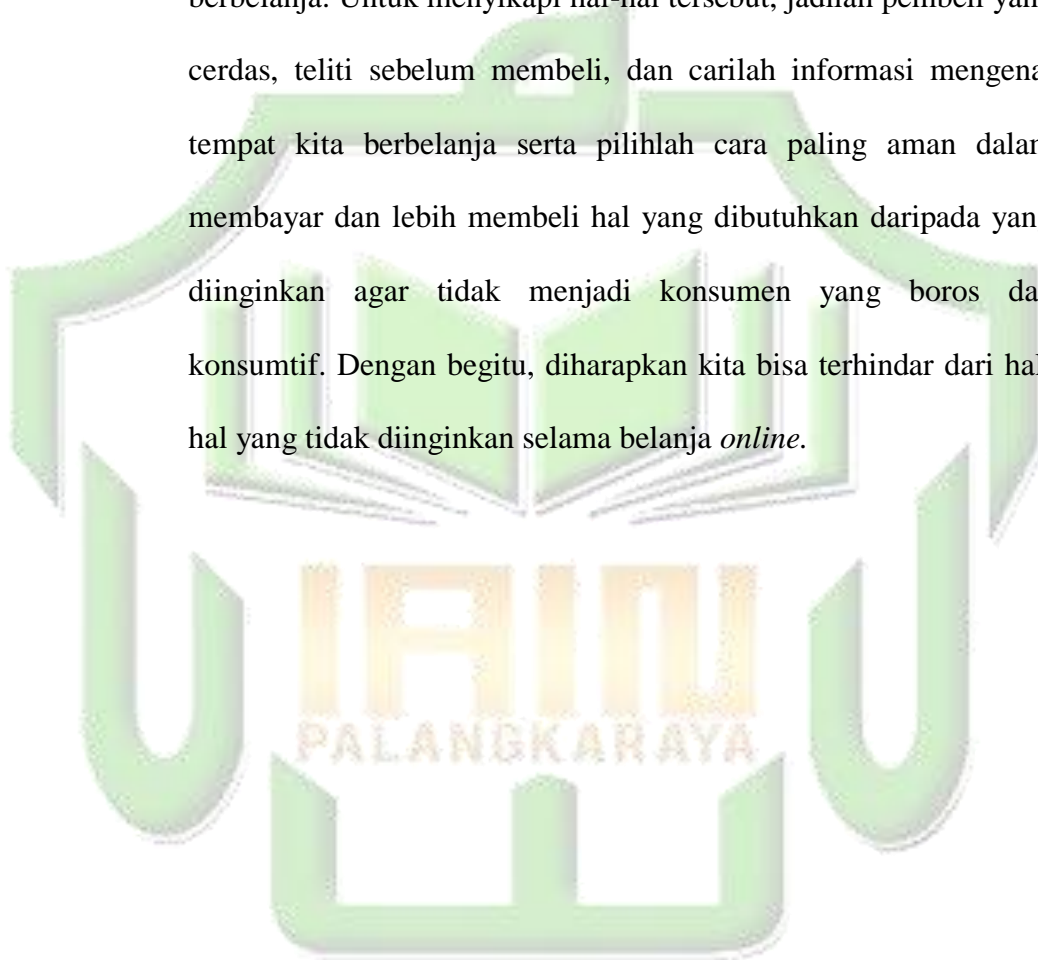 berbelanja. Untuk menyikapi hal-hal tersebut, jadilah pembeli yan
cerdas, teliti sebelum membeli, dan carilah informasi mengena
tempat kita berbelanja serta pilihlah cara paling aman dalam
membayar dan lebih membeli hal yang dibutuhkan daripada yan
diinginkan agar tidak menjadi konsumen yang boros da
konsumtif. Dengan begitu, diharapkan kita bisa terhindar dari hal
hal yang tidak diinginkan selama belanja online.
IAIN
PALANGKARAYA